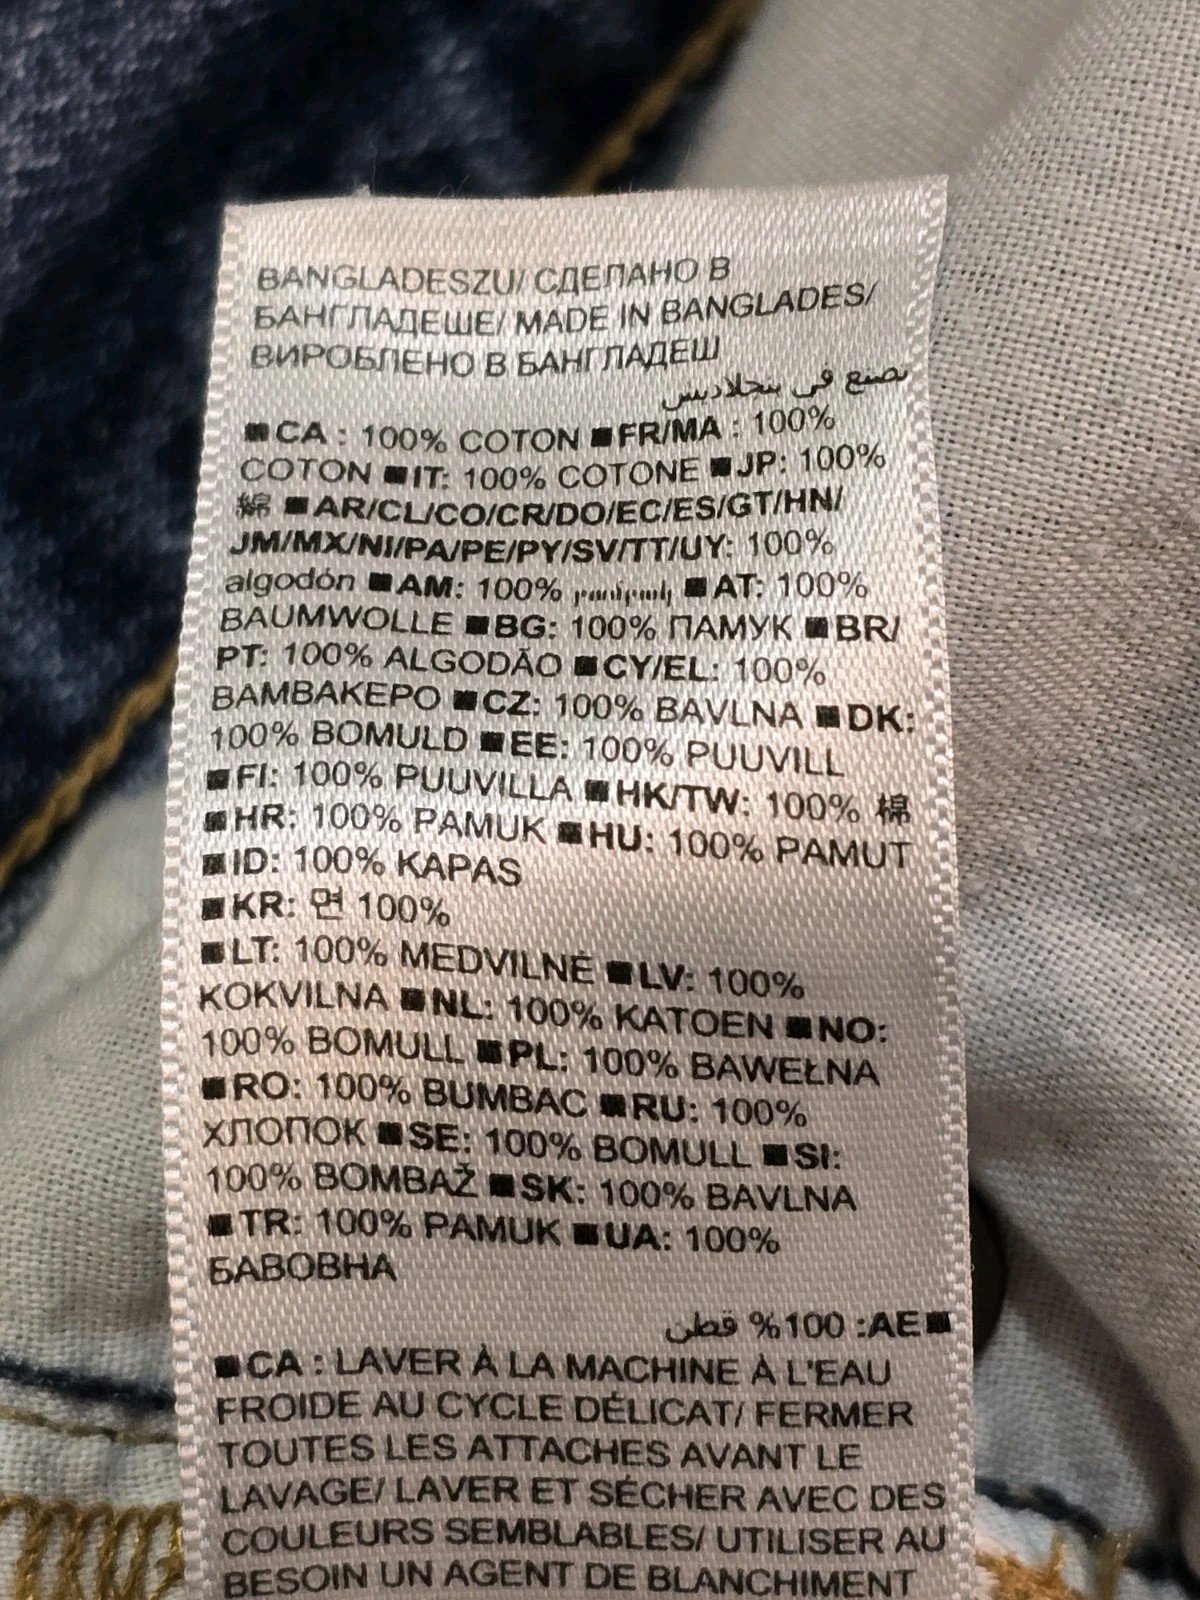 BANGLADESZU/ СДЕЛАНО В
БАНГЛАДЕШЕ/ MADE IN BANGLADES/
ВИРОБЛЕНО В БАНГЛАДЕШ
في
■CA : 100% COTON ■FR/MA : 100%
COTON ■IT: 100% COTONE ■JP: 100%
綿 ■AR/CL/CO/CR/DO/EC/ES/GT/HN/
JM/MX/NI/PA/PE/PY/SV/TT/UY: 100%
algodón ■AM: 100% ■AT: 100%
BAUMWOLLE ■BG: 100% ПАМУК ■BR/
PT: 100% ALGODÃO ■CY/EL: 100%
ΒΑΜΒΑΚΕΡΟ ■CZ: 100% BAVLNA ■DK:
100% BOMULD ■EE: 100% PUUVILL
■FI: 100% PUUVILLA ■HK/TW: 100% 棉
■HR: 100% PAMUK ■HU: 100% PAMUT
■ID: 100% KAPAS
■KR: 면 100%
■LT: 100% MEDVILNĖ ■LV: 100%
KOKVILNA ■NL: 100% KATOEN ■NO:
100% BOMULL ■PL: 100% BAWEŁNA
■RO: 100% BUMBAC ■RU: 100%
ХЛОПОК ■SE: 100% BOMULL ■SI:
100% BOMBAŽ ■SK: 100% BAVLNA
■TR: 100% PAMUK ■UA: 100%
БАВОВНА
■AE: 100% قطن
■CA : LAVER À LA MACHINE À L'EAU
FROIDE AU CYCLE DÉLICAT/ FERMER
TOUTES LES ATTACHES AVANT LE
LAVAGE/ LAVER ET SÉCHER AVEC DES
COULEURS SEMBLABLES/ UTILISER AU
BESOIN UN AGENT DE BLANCHIMENT